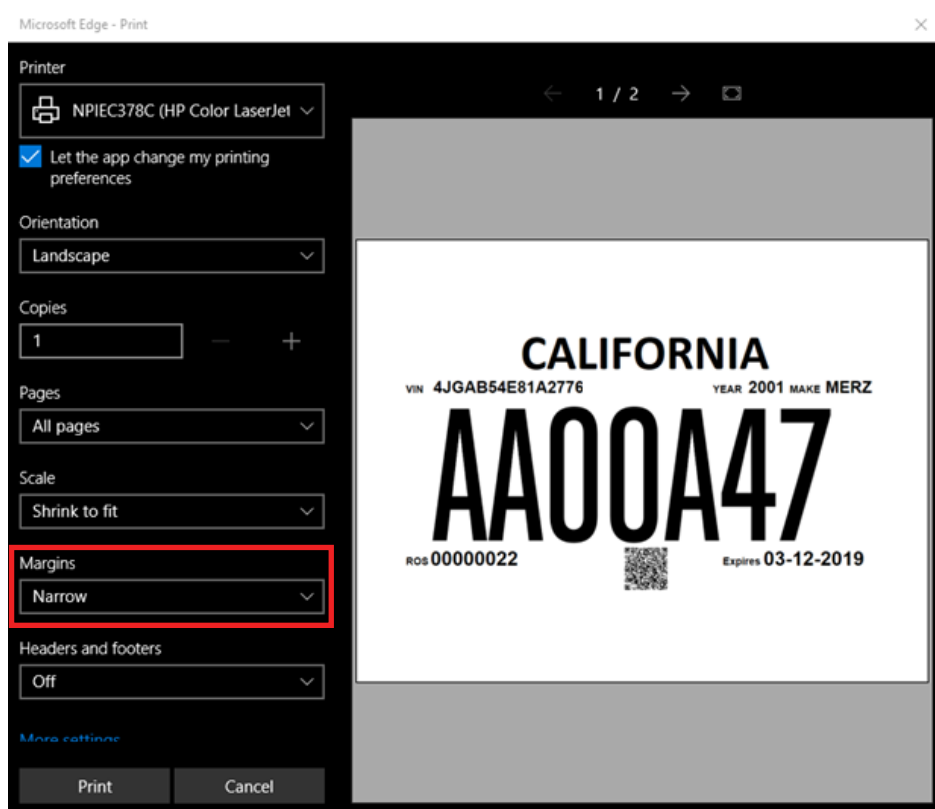 Microsoft Edge - Print
Printer
NPIEC378C (HP Color LaserJet
Let the app change my printing
preferences
Orientation
Landscape
Copies
1
Pages
All pages
Scale
Shrink to fit
Margins
Narrow
Headers and footers
Off
More settings
Print Cancel
1 / 2
CALIFORNIA
VIN 4JGAB54E81A2776 YEAR 2001 MAKE MERZ
AA00A47
ROS 00000022 Expires 03-12-2019